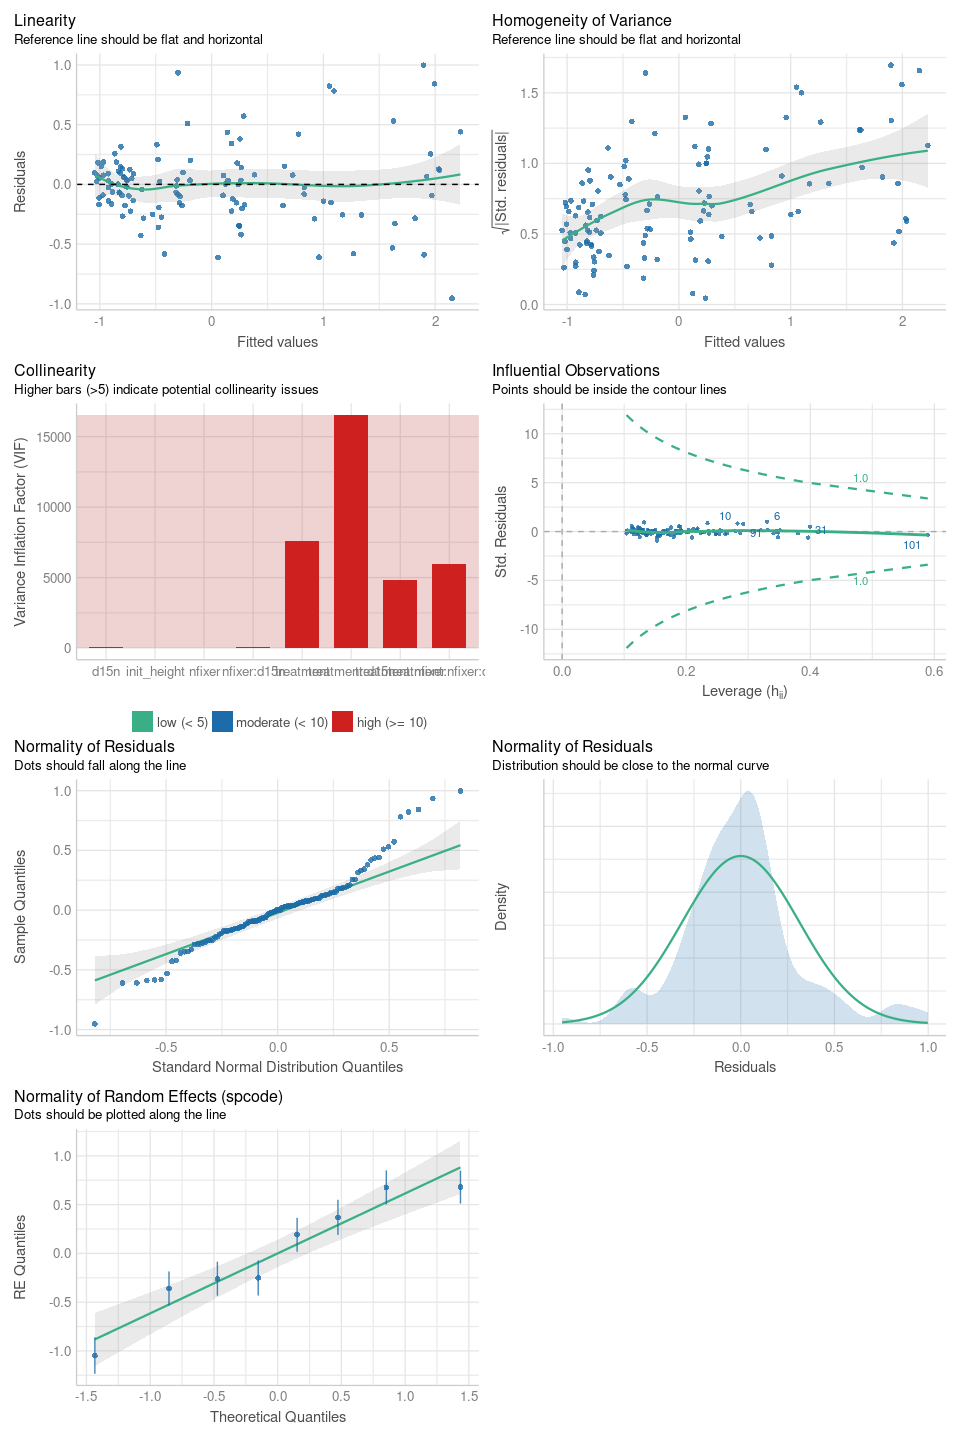 Linearity
Reference line should be flat and horizontal
1.0
0.5
0.0
-0.5
-1.0
Residuals
-1
0
1
2
Fitted values
Homogeneity of Variance
Reference line should be flat and horizontal
1.5
1.0
0.5
0.0
√|Std. residuals|
-1
0
1
2
Fitted values
Collinearity
Higher bars (>5) indicate potential collinearity issues
15000
10000
5000
0
Variance Inflation Factor (VIF)
d15n
init_height
nfixer
low (< 5)
moderate (< 10)
high (>= 10)
Influential Observations
Points should be inside the contour lines
10
5
0
-5
-10
Std. Residuals
1.0
10
6
91
31
101
1.0
0.0
0.2
0.4
0.6
Leverage (hii)
Normality of Residuals
Dots should fall along the line
1.0
0.5
0.0
-0.5
-1.0
Sample Quantiles
-0.5
0.0
0.5
Standard Normal Distribution Quantiles
Normality of Residuals
Distribution should be close to the normal curve
Density
-1.0
-0.5
0.0
0.5
1.0
Residuals
Normality of Random Effects (spcode)
Dots should be plotted along the line
1.0
0.5
0.0
-0.5
-1.0
RE Quantiles
-1.5
-1.0
-0.5
0.0
0.5
1.0
1.5
Theoretical Quantiles